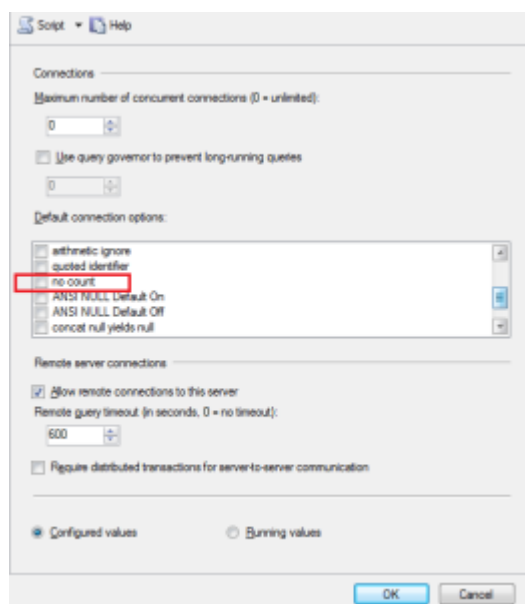 Script Help
Connections
Maximum number of concurrent connections (0 = unlimited):
0
Use query governor to prevent long-running queries
0
Default connection options:
arithmetic ignore
quoted identifier
no count
ANSI NULL Default On
ANSI NULL Default Off
concat null yields null
Remote server connections
Allow remote connections to this server
Remote query timeout (in seconds, 0 = no timeout):
600
Require distributed transactions for server-to-server communication
Configured values Running values
OK Cancel